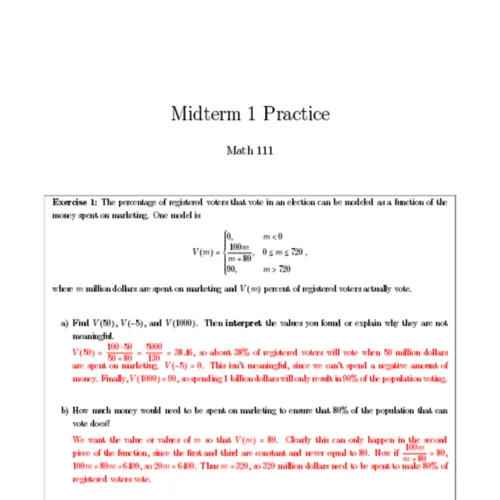 Midterm 1 Practice
Math 111
Exercise 1: The percentage of registered voters that vote in an election can be modeled as a function of the
money spent on marketing. One model is
V(m) = { 0, m < 0
100m / (m + 80), 0 ≤ m ≤ 720 ,
90, m > 720
where m million dollars are spent on marketing and V(m) percent of registered voters actually vote.
a) Find V(50), V(−5), and V(1000). Then interpret the values you found or explain why they are not
meaningful.
V(50) = (100·50)/(50 + 80) = 5000/130 = 38.46, so about 38% of registered voters will vote when 50 million dollars
are spent on marketing. V(−5) = 0. This isn't meaningful, since we can't spend a negative amount of
money. Finally, V(1000) = 90, so spending 1 billion dollars will only result in 90% of the population voting.
b) How much money would need to be spent on marketing to ensure that 80% of the population that can
vote does?
We want the value or values of m so that V(m) = 80. Clearly this can only happen in the second
piece of the function, since the first and third are constant and never equal to 80. Now if 100m/(m + 80) = 80,
100m = 80m+6400, so 20m = 6400. Thus m = 320, so 320 million dollars need to be spent to make 80% of
registered voters vote.